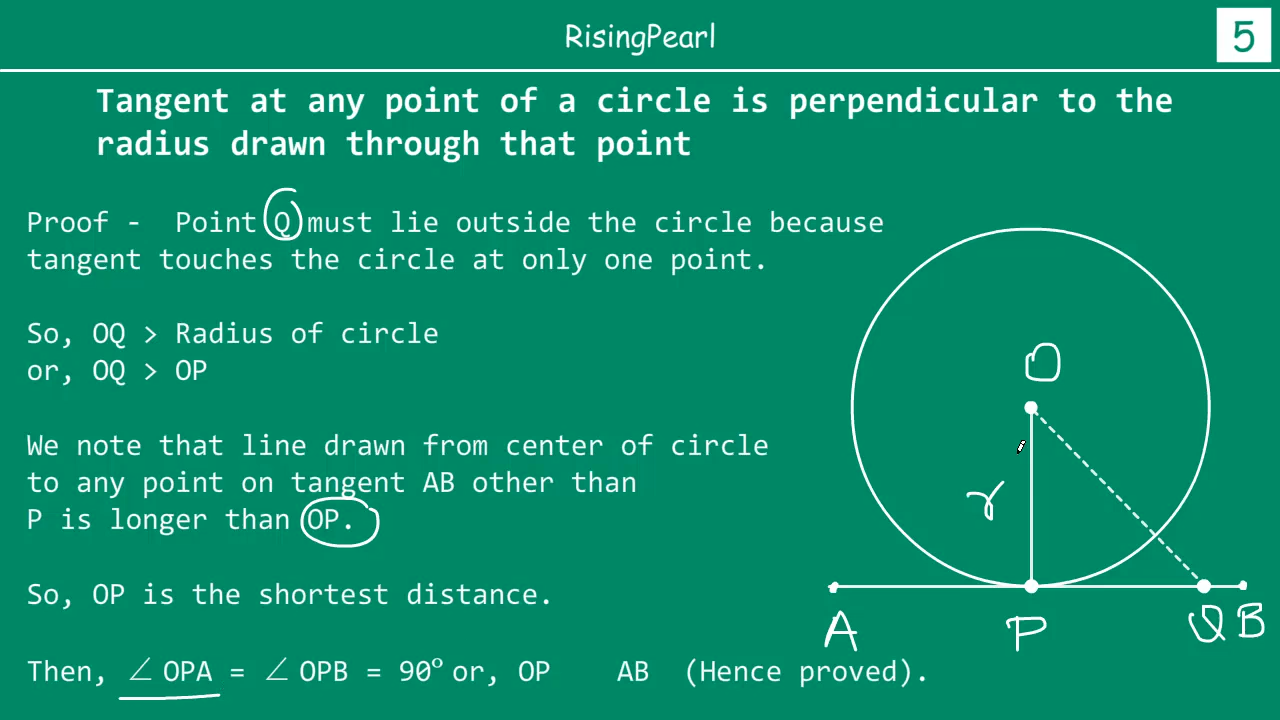 RisingPearl
5
Tangent at any point of a circle is perpendicular to the
radius drawn through that point
Proof - Point Q must lie outside the circle because
tangent touches the circle at only one point.
So, OQ > Radius of circle
or, OQ > OP
We note that line drawn from center of circle
to any point on tangent AB other than
P is longer than OP.
So, OP is the shortest distance.
Then, ∠ OPA = ∠ OPB = 90° or, OP AB (Hence proved).
O
r
A P Q B